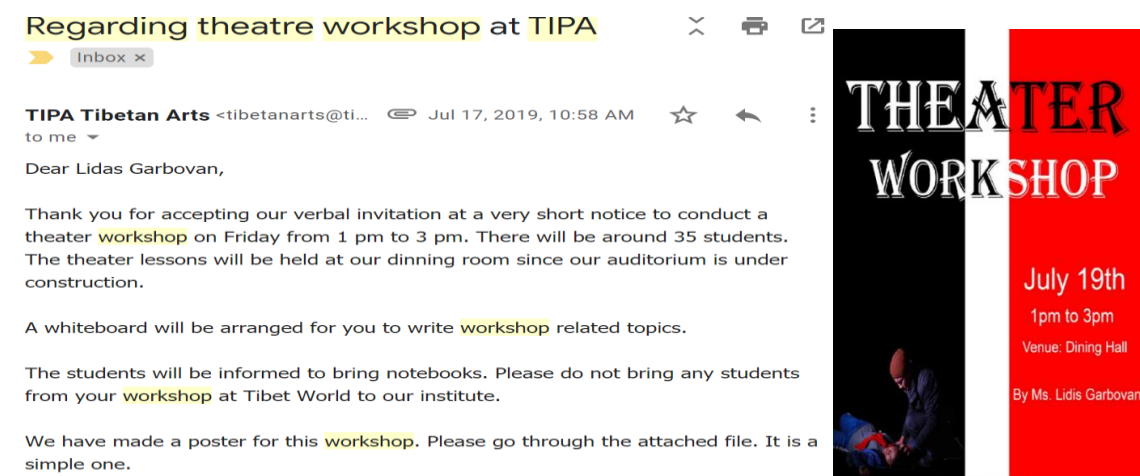 Regarding theatre workshop at TIPA
Inbox ×
TIPA Tibetan Arts <tibetanarts@ti... Jul 17, 2019, 10:58 AM
to me
Dear Lidas Garbovan,
Thank you for accepting our verbal invitation at a very short notice to conduct a
theater workshop on Friday from 1 pm to 3 pm. There will be around 35 students.
The theater lessons will be held at our dinning room since our auditorium is under
construction.
A whiteboard will be arranged for you to write workshop related topics.
The students will be informed to bring notebooks. Please do not bring any students
from your workshop at Tibet World to our institute.
We have made a poster for this workshop. Please go through the attached file. It is a
simple one.
THEATER
WORKSHOP
July 19th
1pm to 3pm
Venue: Dining Hall
By Ms. Lidis Garbovan